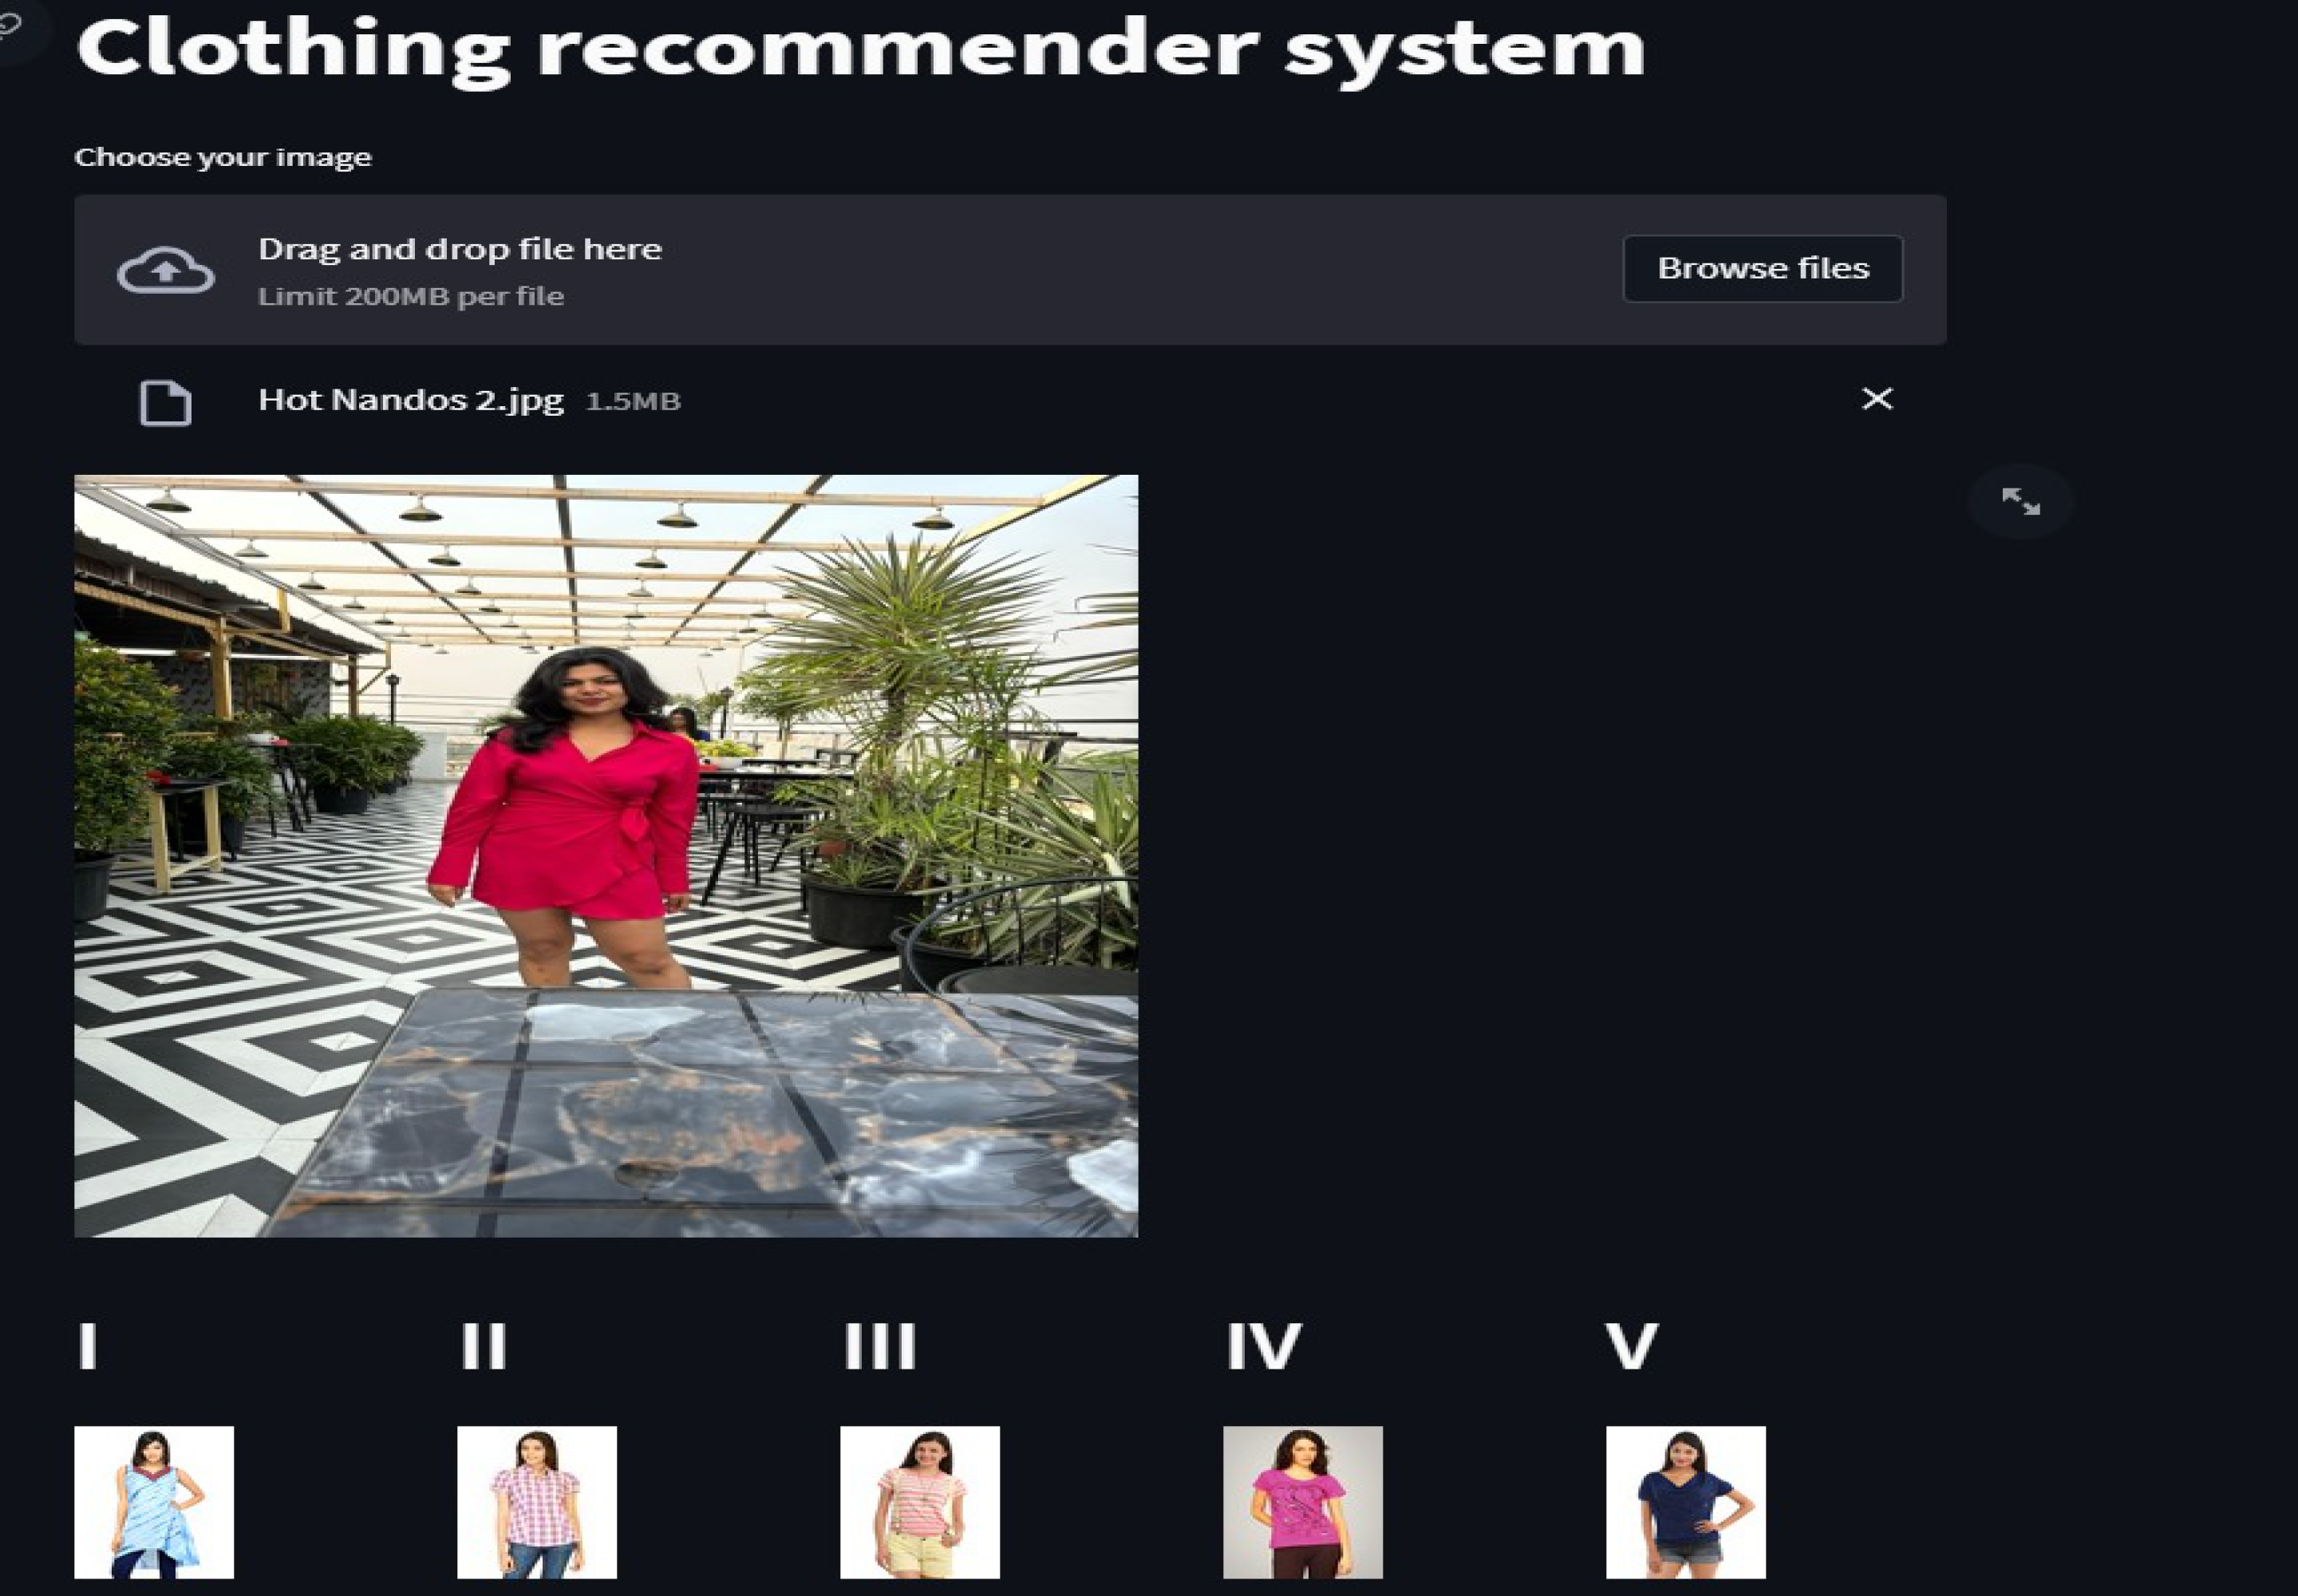 Clothing recommender system
Choose your image
Drag and drop file here
Limit 200MB per file
Browse files
Hot Nandos 2.jpg 1.5MB
I II III IV V